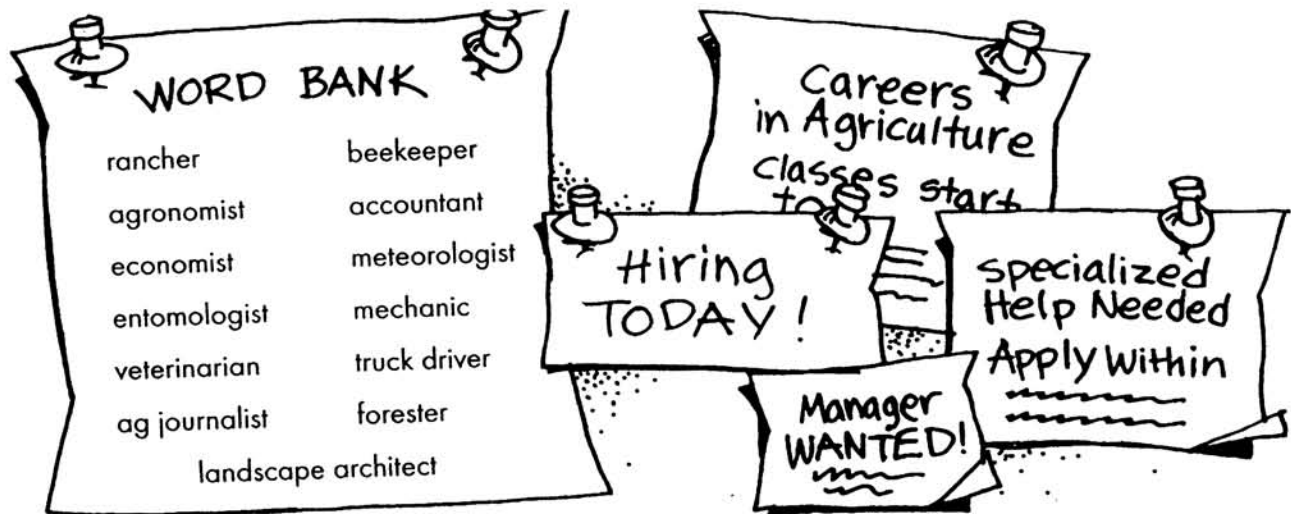 WORD BANK
rancher beekeeper
agronomist accountant
economist meteorologist
entomologist mechanic
veterinarian truck driver
ag journalist forester
landscape architect
Careers
in Agriculture
classes start
Hiring
TODAY!
Specialized
Help Needed
Apply Within
Manager
WANTED!